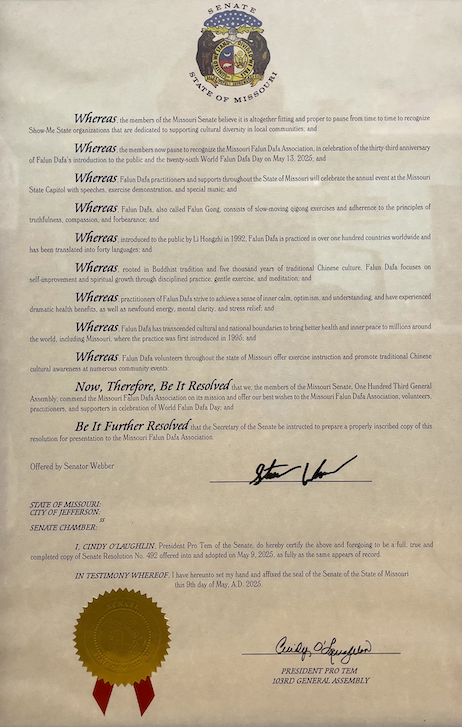 SENATE
STATE OF MISSOURI
Whereas, the members of the Missouri Senate believe it is altogether fitting and proper to pause from time to time to recognize
Show-Me State organizations that are dedicated to supporting cultural diversity in local communities; and
Whereas, the members now pause to recognize the Missouri Falun Dafa Association, in celebration of the thirty-third anniversary
of Falun Dafa's introduction to the public and the twenty-sixth World Falun Dafa Day on May 13, 2025; and
Whereas, Falun Dafa practitioners and supports throughout the State of Missouri will celebrate the annual event at the Missouri
State Capitol with speeches, exercise demonstration, and special music; and
Whereas, Falun Dafa, also called Falun Gong, consists of slow-moving qigong exercises and adherence to the principles of
truthfulness, compassion, and forbearance; and
Whereas, introduced to the public by Li Hongzhi in 1992, Falun Dafa is practiced in over one hundred countries worldwide and
has been translated into forty languages; and
Whereas, rooted in Buddhist tradition and five thousand years of traditional Chinese culture, Falun Dafa focuses on
self-improvement and spiritual growth through disciplined practice, gentle exercise, and meditation; and
Whereas, practitioners of Falun Dafa strive to achieve a sense of inner calm, optimism, and understanding, and have experienced
dramatic health benefits, as well as newfound energy, mental clarity, and stress relief; and
Whereas, Falun Dafa has transcended cultural and national boundaries to bring better health and inner peace to millions around
the world, including Missouri, where the practice was first introduced in 1995; and
Whereas, Falun Dafa volunteers throughout the state of Missouri offer exercise instruction and promote traditional Chinese
cultural awareness at numerous community events:
Now, Therefore, Be It Resolved that we, the members of the Missouri Senate, One Hundred Third General
Assembly, commend the Missouri Falun Dafa Association on its mission and offer our best wishes to the Missouri Falun Dafa Association, volunteers,
practitioners, and supporters in celebration of World Falun Dafa Day; and
Be It Further Resolved that the Secretary of the Senate be instructed to prepare a properly inscribed copy of this
resolution for presentation to the Missouri Falun Dafa Association.
Offered by Senator Webber
STATE OF MISSOURI:
CITY OF JEFFERSON:
ss
SENATE CHAMBER:
I, CINDY O'LAUGHLIN, President Pro Tem of the Senate, do hereby certify the above and foregoing to be a full, true and
completed copy of Senate Resolution No. 492 offered into and adopted on May 9, 2025, as fully as the same appears of record.
IN TESTIMONY WHEREOF, I have hereunto set my hand and affixed the seal of the Senate of the State of Missouri
this 9th day of May, A.D. 2025.
Cindy O'Laughlin
PRESIDENT PRO TEM
103RD GENERAL ASSEMBLY